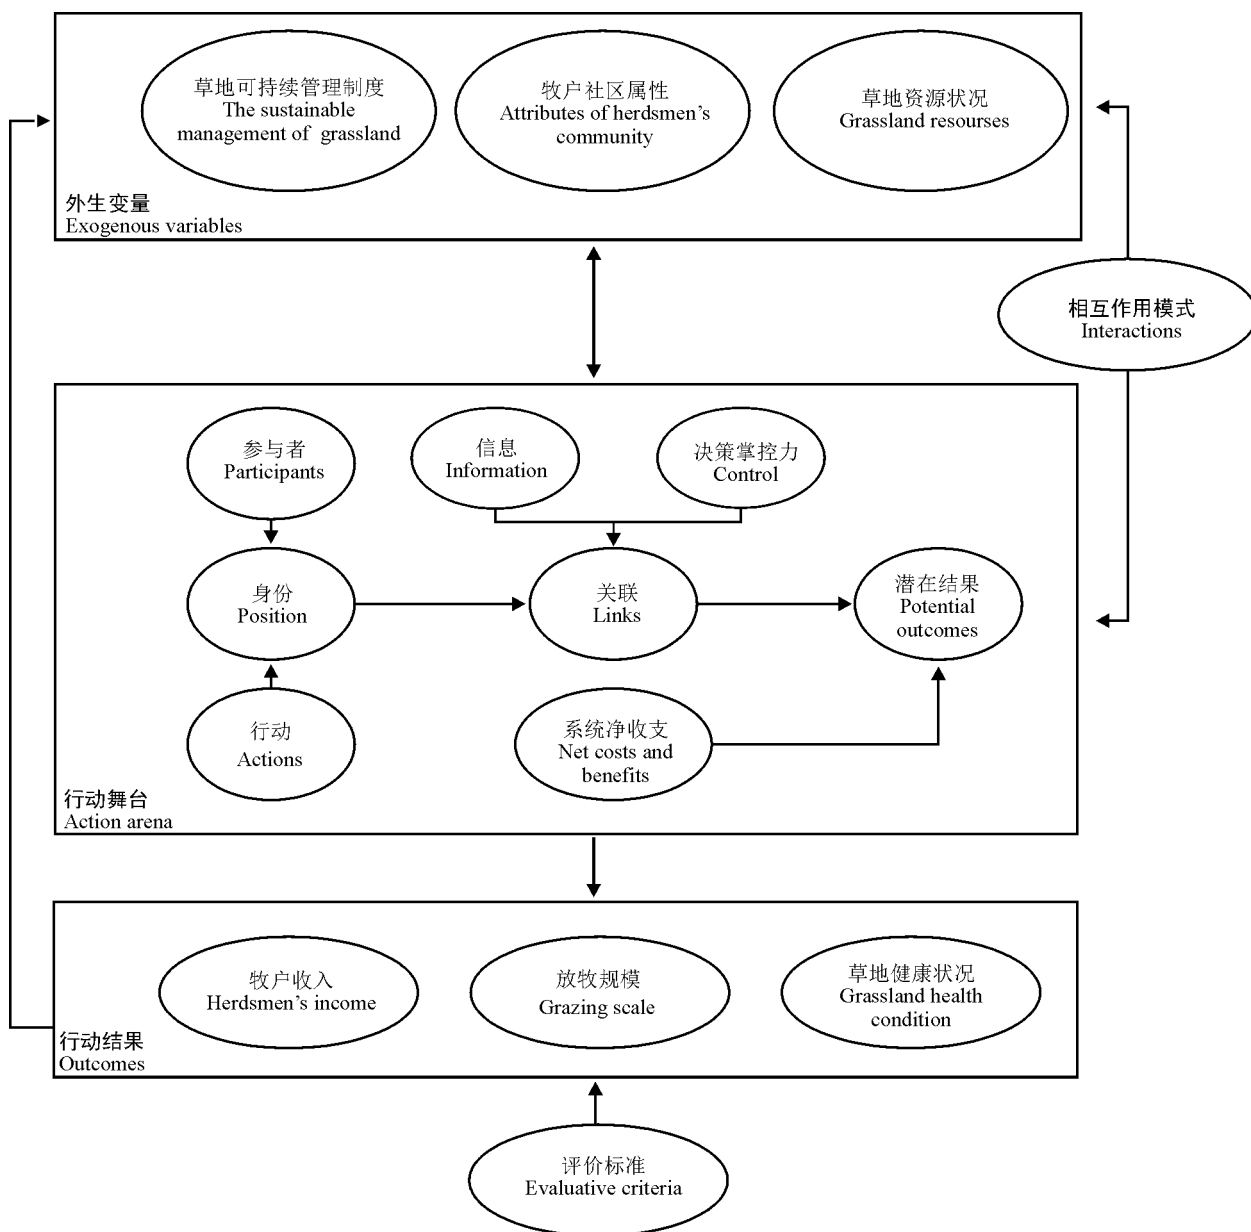 草地可持续管理制度
The sustainable
management of grassland
牧户社区属性
Attributes of herdsmen's
community
草地资源状况
Grassland resourses
外生变量
Exogenous variables
相互作用模式
Interactions
参与者
Participants
信息
Information
决策掌控力
Control
身份
Position
关联
Links
潜在结果
Potential
outcomes
行动
Actions
系统净收支
Net costs and
benefits
行动舞台
Action arena
牧户收入
Herdsmen's income
放牧规模
Grazing scale
草地健康状况
Grassland health
condition
行动结果
Outcomes
评价标准
Evaluative criteria